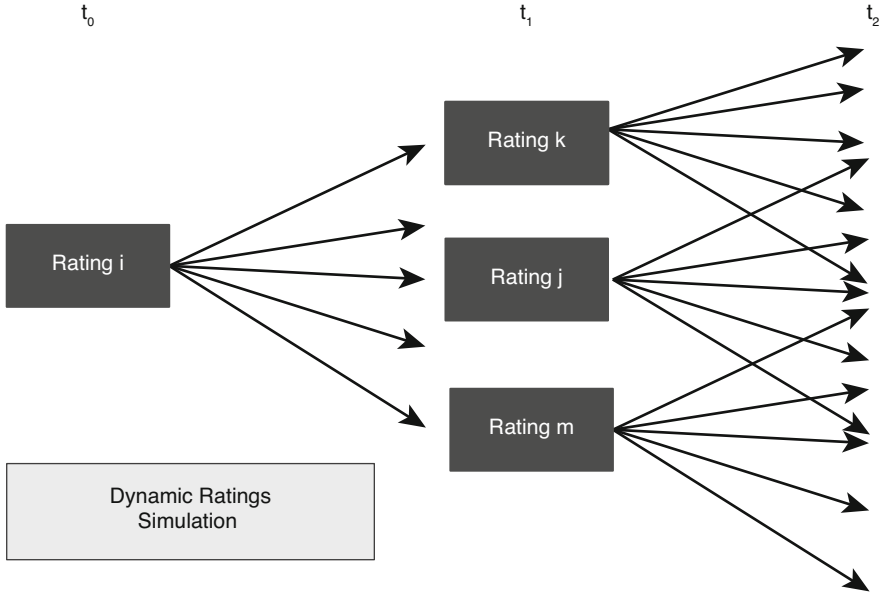 t₀
t₁
t₂
Rating k
Rating i
Rating j
Rating m
Dynamic Ratings
Simulation